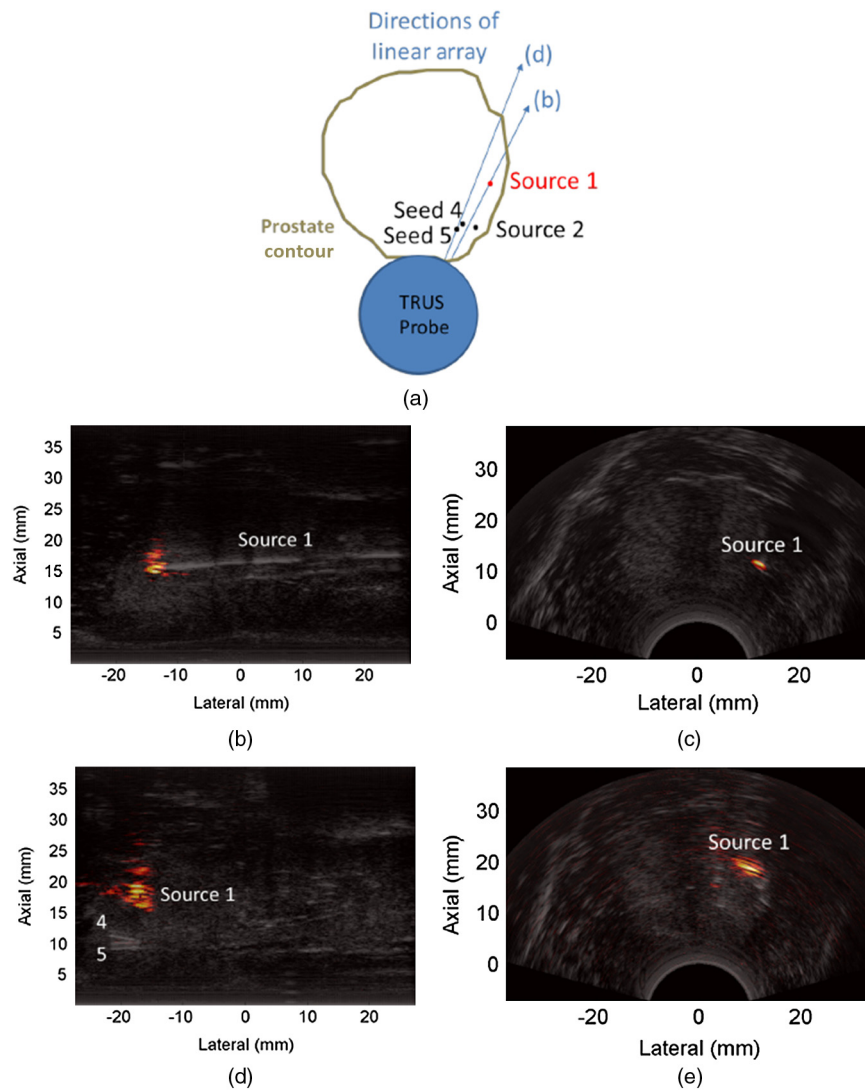 Directions of
linear array
(d)
(b)
Source 1
Seed 4
Seed 5
Source 2
Prostate
contour
TRUS
Probe
(a)
35
30
25
20
15
10
5
Axial (mm)
Source 1
-20
-10
0
10
20
Lateral (mm)
(b)
30
20
10
0
Axial (mm)
Source 1
-20
0
20
Lateral (mm)
(c)
35
30
25
20
15
10
5
Axial (mm)
Source 1
4
5
-20
-10
0
10
20
Lateral (mm)
(d)
30
20
10
0
Axial (mm)
Source 1
-20
0
20
Lateral (mm)
(e)